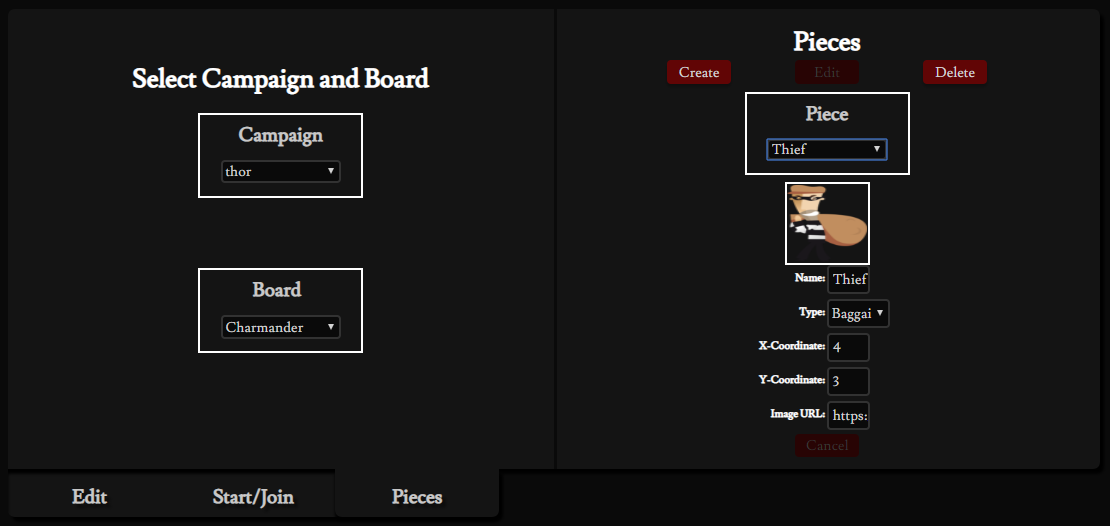 Select Campaign and Board
Campaign
thor
Board
Charmander
Pieces
Create Edit Delete
Piece
Thief
Name: Thief
Type: Baggai
X-Coordinate: 4
Y-Coordinate: 3
Image URL: https:
Cancel
Edit Start/Join Pieces